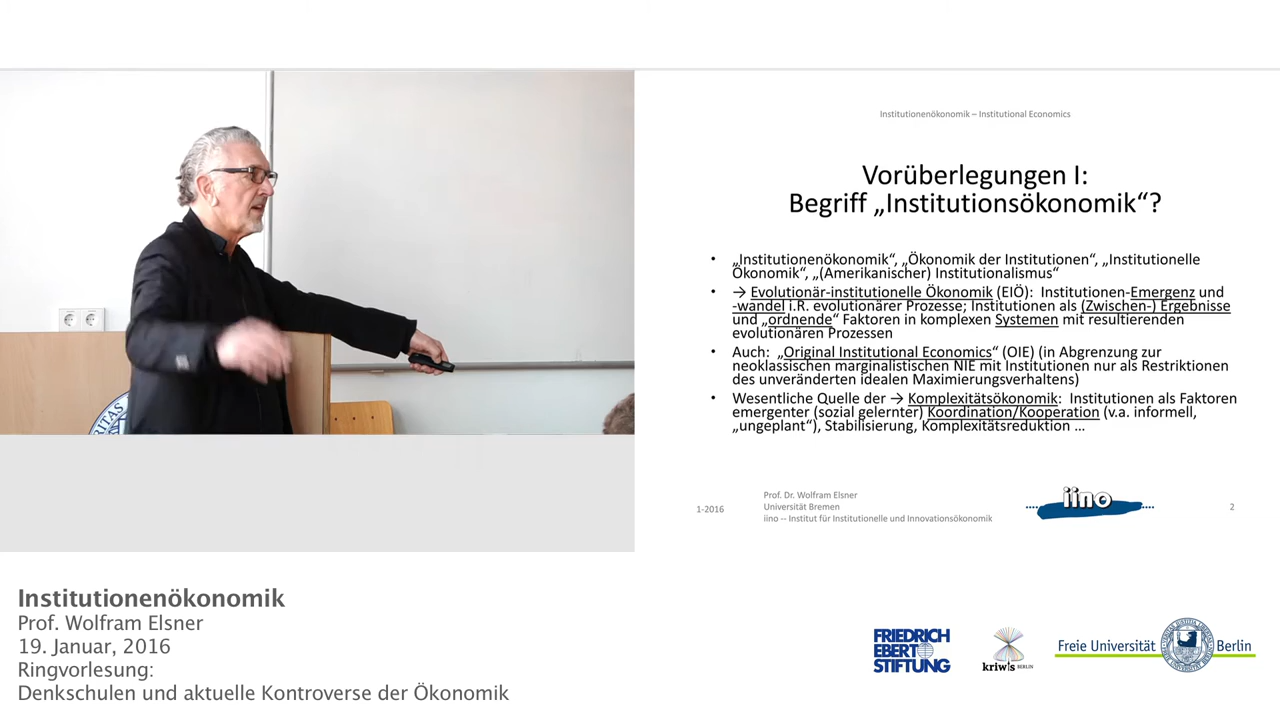 Institutionenökonomik – Institutional Economics
Vorüberlegungen I:
Begriff „Institutionsökonomik“?
• „Institutionenökonomik“, „Ökonomik der Institutionen“, „Institutionelle
Ökonomik“, „(Amerikanischer) Institutionalismus“
• → Evolutionär-institutionelle Ökonomik (EIÖ): Institutionen-Emergenz und
-wandel i.R. evolutionärer Prozesse; Institutionen als (Zwischen-) Ergebnisse
und „ordnende“ Faktoren in komplexen Systemen mit resultierenden
evolutionären Prozessen
• Auch: „Original Institutional Economics“ (OIE) (in Abgrenzung zur
neoklassischen marginalistischen NIE mit Institutionen nur als Restriktionen
des unveränderten idealen Maximierungsverhaltens)
• Wesentliche Quelle der → Komplexitätsökonomik: Institutionen als Faktoren
emergenter (sozial gelernter) Koordination/Kooperation (v.a. informell,
„ungeplant“), Stabilisierung, Komplexitätsreduktion ...
1-2016
Prof. Dr. Wolfram Elsner
Universität Bremen
iino -- Institut für Institutionelle und Innovationsökonomik
iino
2
Institutionenökonomik
Prof. Wolfram Elsner
19. Januar, 2016
Ringvorlesung:
Denkschulen und aktuelle Kontroverse der Ökonomik
FRIEDRICH
EBERT
STIFTUNG
kriwis BERLIN
Freie Universität Berlin